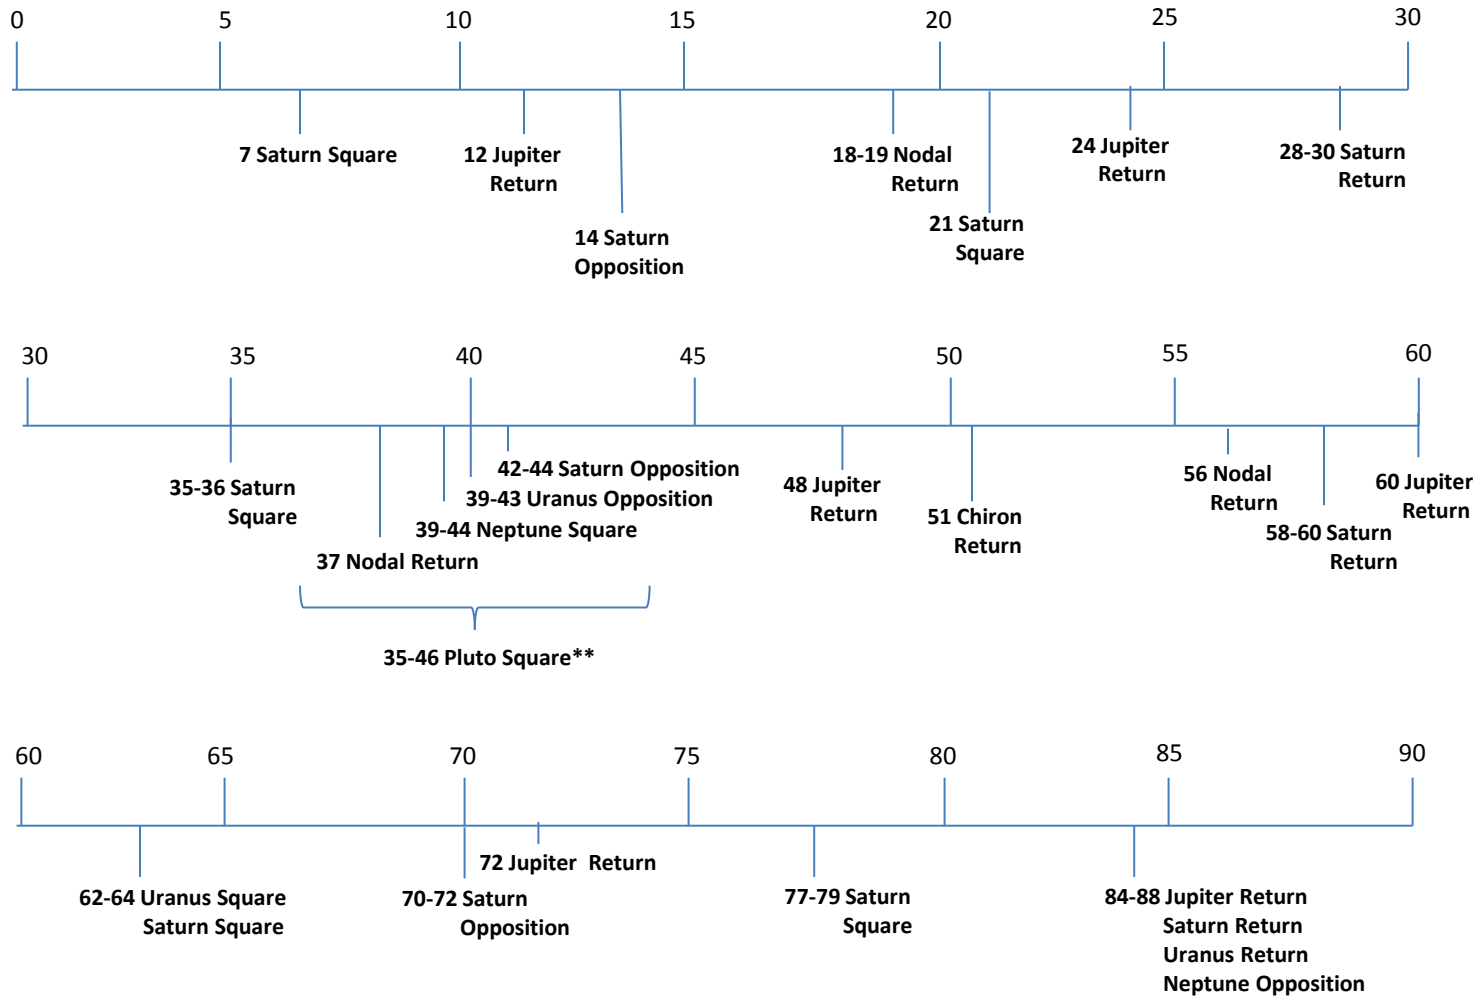 0 5 10 15 20 25 30
7 Saturn Square
12 Jupiter
Return
14 Saturn
Opposition
18-19 Nodal
Return
21 Saturn
Square
24 Jupiter
Return
28-30 Saturn
Return
30 35 40 45 50 55 60
35-36 Saturn
Square
37 Nodal Return
39-44 Neptune Square
39-43 Uranus Opposition
42-44 Saturn Opposition
35-46 Pluto Square**
48 Jupiter
Return
51 Chiron
Return
56 Nodal
Return
58-60 Saturn
Return
60 Jupiter
Return
60 65 70 75 80 85 90
62-64 Uranus Square
Saturn Square
70-72 Saturn
Opposition
72 Jupiter Return
77-79 Saturn
Square
84-88 Jupiter Return
Saturn Return
Uranus Return
Neptune Opposition